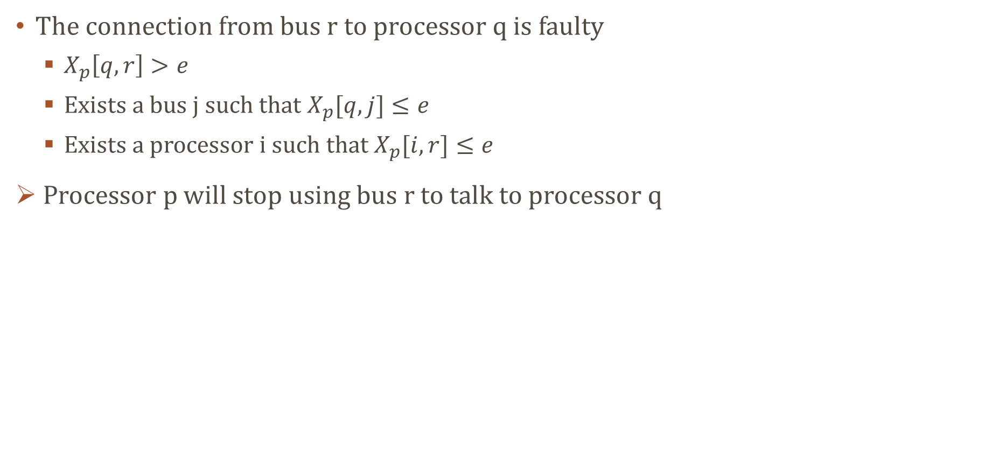 • The connection from bus r to processor q is faulty
▪ $X_p[q,r] > e$
▪ Exists a bus j such that $X_p[q,j] \leq e$
▪ Exists a processor i such that $X_p[i,r] \leq e$
➢ Processor p will stop using bus r to talk to processor q